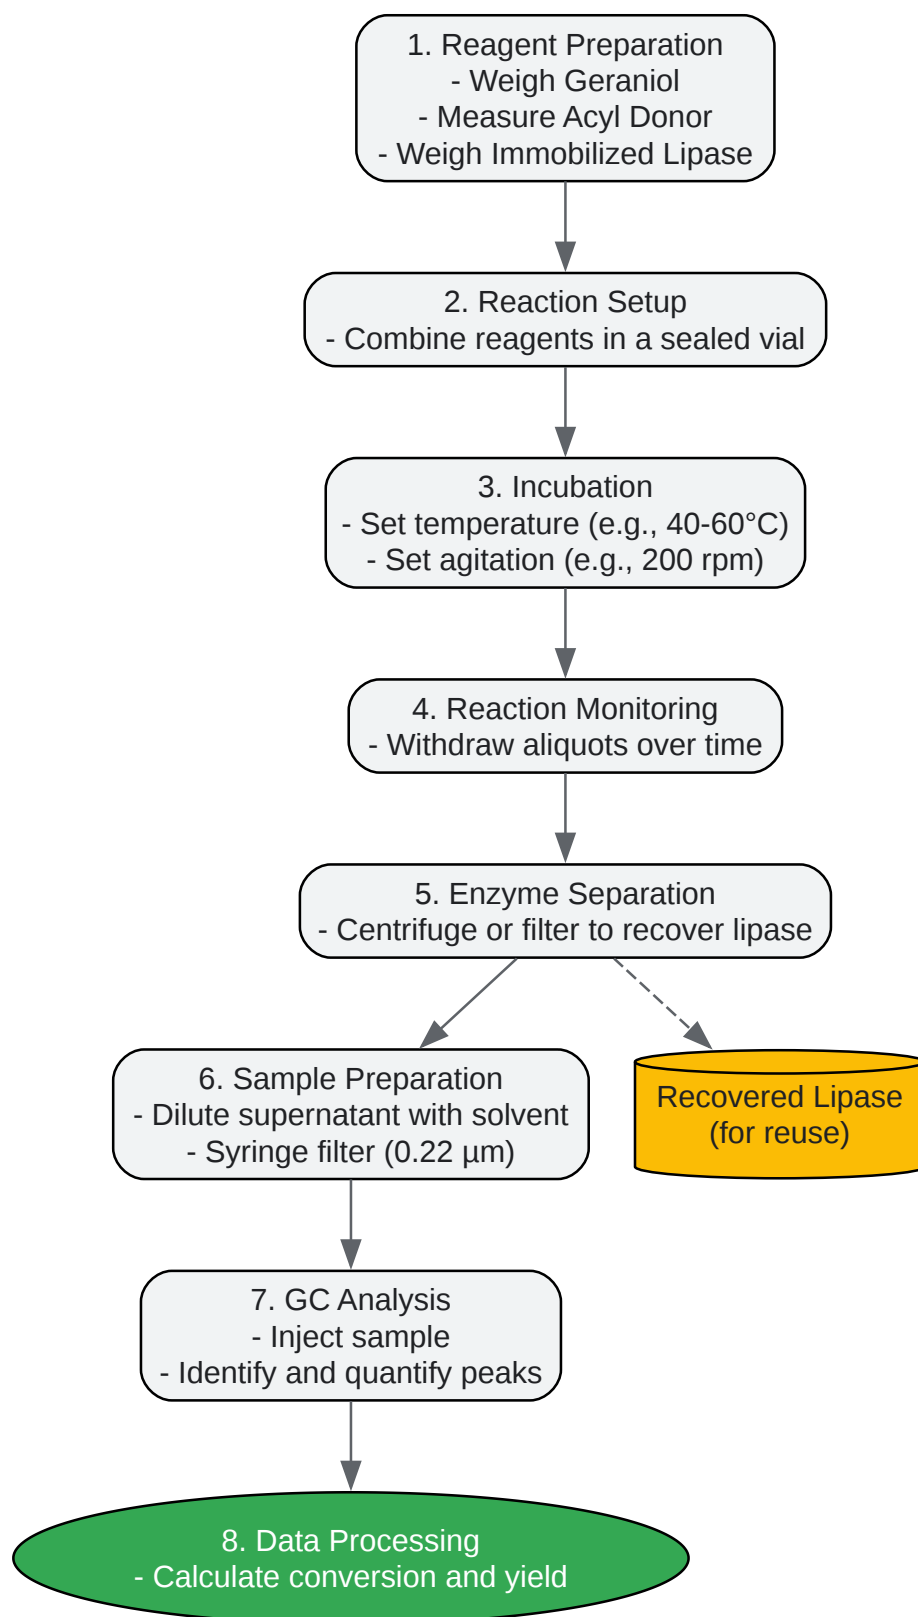 1. Reagent Preparation
- Weigh Geraniol
- Measure Acyl Donor
- Weigh Immobilized Lipase
2. Reaction Setup
- Combine reagents in a sealed vial
3. Incubation
- Set temperature (e.g., 40-60°C)
- Set agitation (e.g., 200 rpm)
4. Reaction Monitoring
- Withdraw aliquots over time
5. Enzyme Separation
- Centrifuge or filter to recover lipase
6. Sample Preparation
- Dilute supernatant with solvent
- Syringe filter (0.22 µm)
Recovered Lipase
(for reuse)
7. GC Analysis
- Inject sample
- Identify and quantify peaks
8. Data Processing
- Calculate conversion and yield